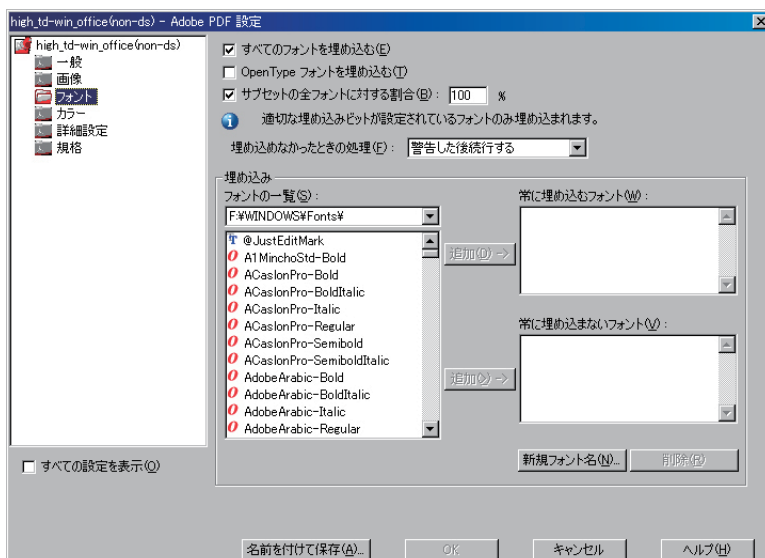 high_td-win_office(non-ds) - Adobe PDF 設定
high_td-win_office(non-ds)
一般
画像
フォント
カラー
詳細設定
規格
すべての設定を表示(O)
すべてのフォントを埋め込む(E)
OpenType フォントを埋め込む(T)
サブセットの全フォントに対する割合(B): 100 %
適切な埋め込みビットが設定されているフォントのみ埋め込まれます。
埋め込めなかったときの処理(F): 警告した後続行する
埋め込み
フォントの一覧(S):
F:¥WINDOWS¥Fonts¥
@JustEditMark
A1MinchoStd-Bold
ACaslonPro-Bold
ACaslonPro-BoldItalic
ACaslonPro-Italic
ACaslonPro-Regular
ACaslonPro-Semibold
ACaslonPro-SemiboldItalic
AdobeArabic-Bold
AdobeArabic-BoldItalic
AdobeArabic-Italic
AdobeArabic-Regular
追加(D) ->
追加(X) ->
常に埋め込むフォント(W):
常に埋め込まないフォント(V):
新規フォント名(N)...
削除(R)
名前を付けて保存(A)...
OK
キャンセル
ヘルプ(H)